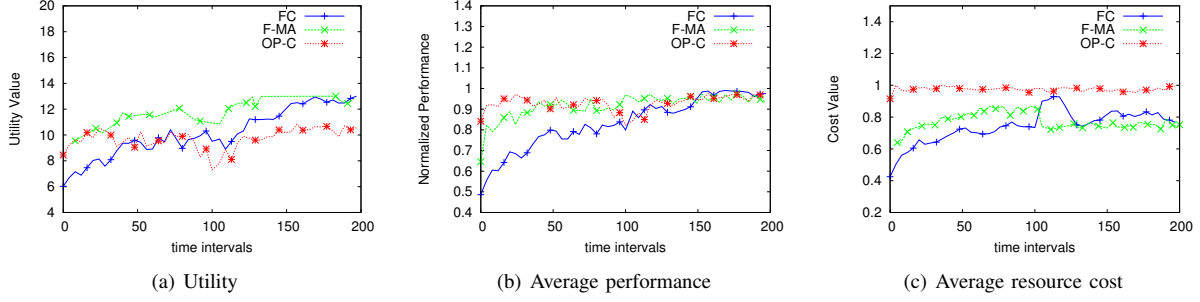 Utility Value
14
12
10
8
6
4
0
50
100
150
200
time intervals
FC
F-MA
OP-C
(a) Utility
Normalized Performance
1.4
1.3
1.2
1.1
1
0.9
0.8
0.7
0.6
0.5
0.4
0
50
100
150
200
time intervals
FC
F-MA
OP-C
(b) Average performance
Cost Value
1.4
1.2
1
0.8
0.6
0.4
0.2
0
50
100
150
200
time intervals
FC
F-MA
OP-C
(c) Average resource cost